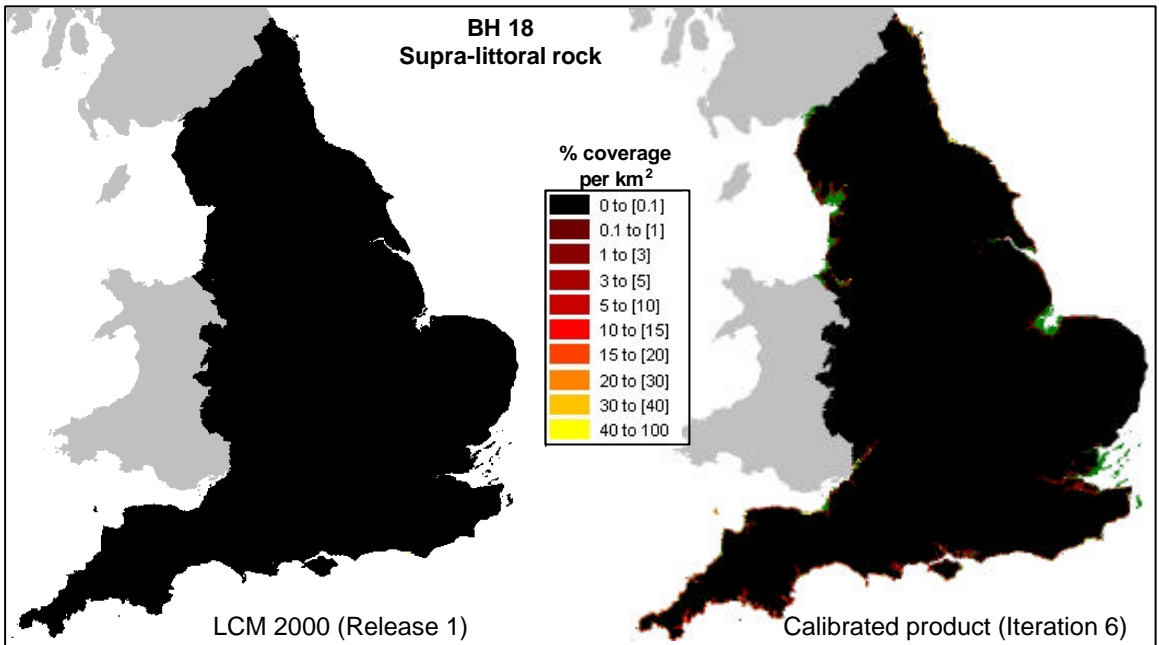 BH 18
Supra-littoral rock
% coverage
per km²
0 to [0.1]
0.1 to [1]
1 to [3]
3 to [5]
5 to [10]
10 to [15]
15 to [20]
20 to [30]
30 to [40]
40 to 100
LCM 2000 (Release 1)
Calibrated product (Iteration 6)